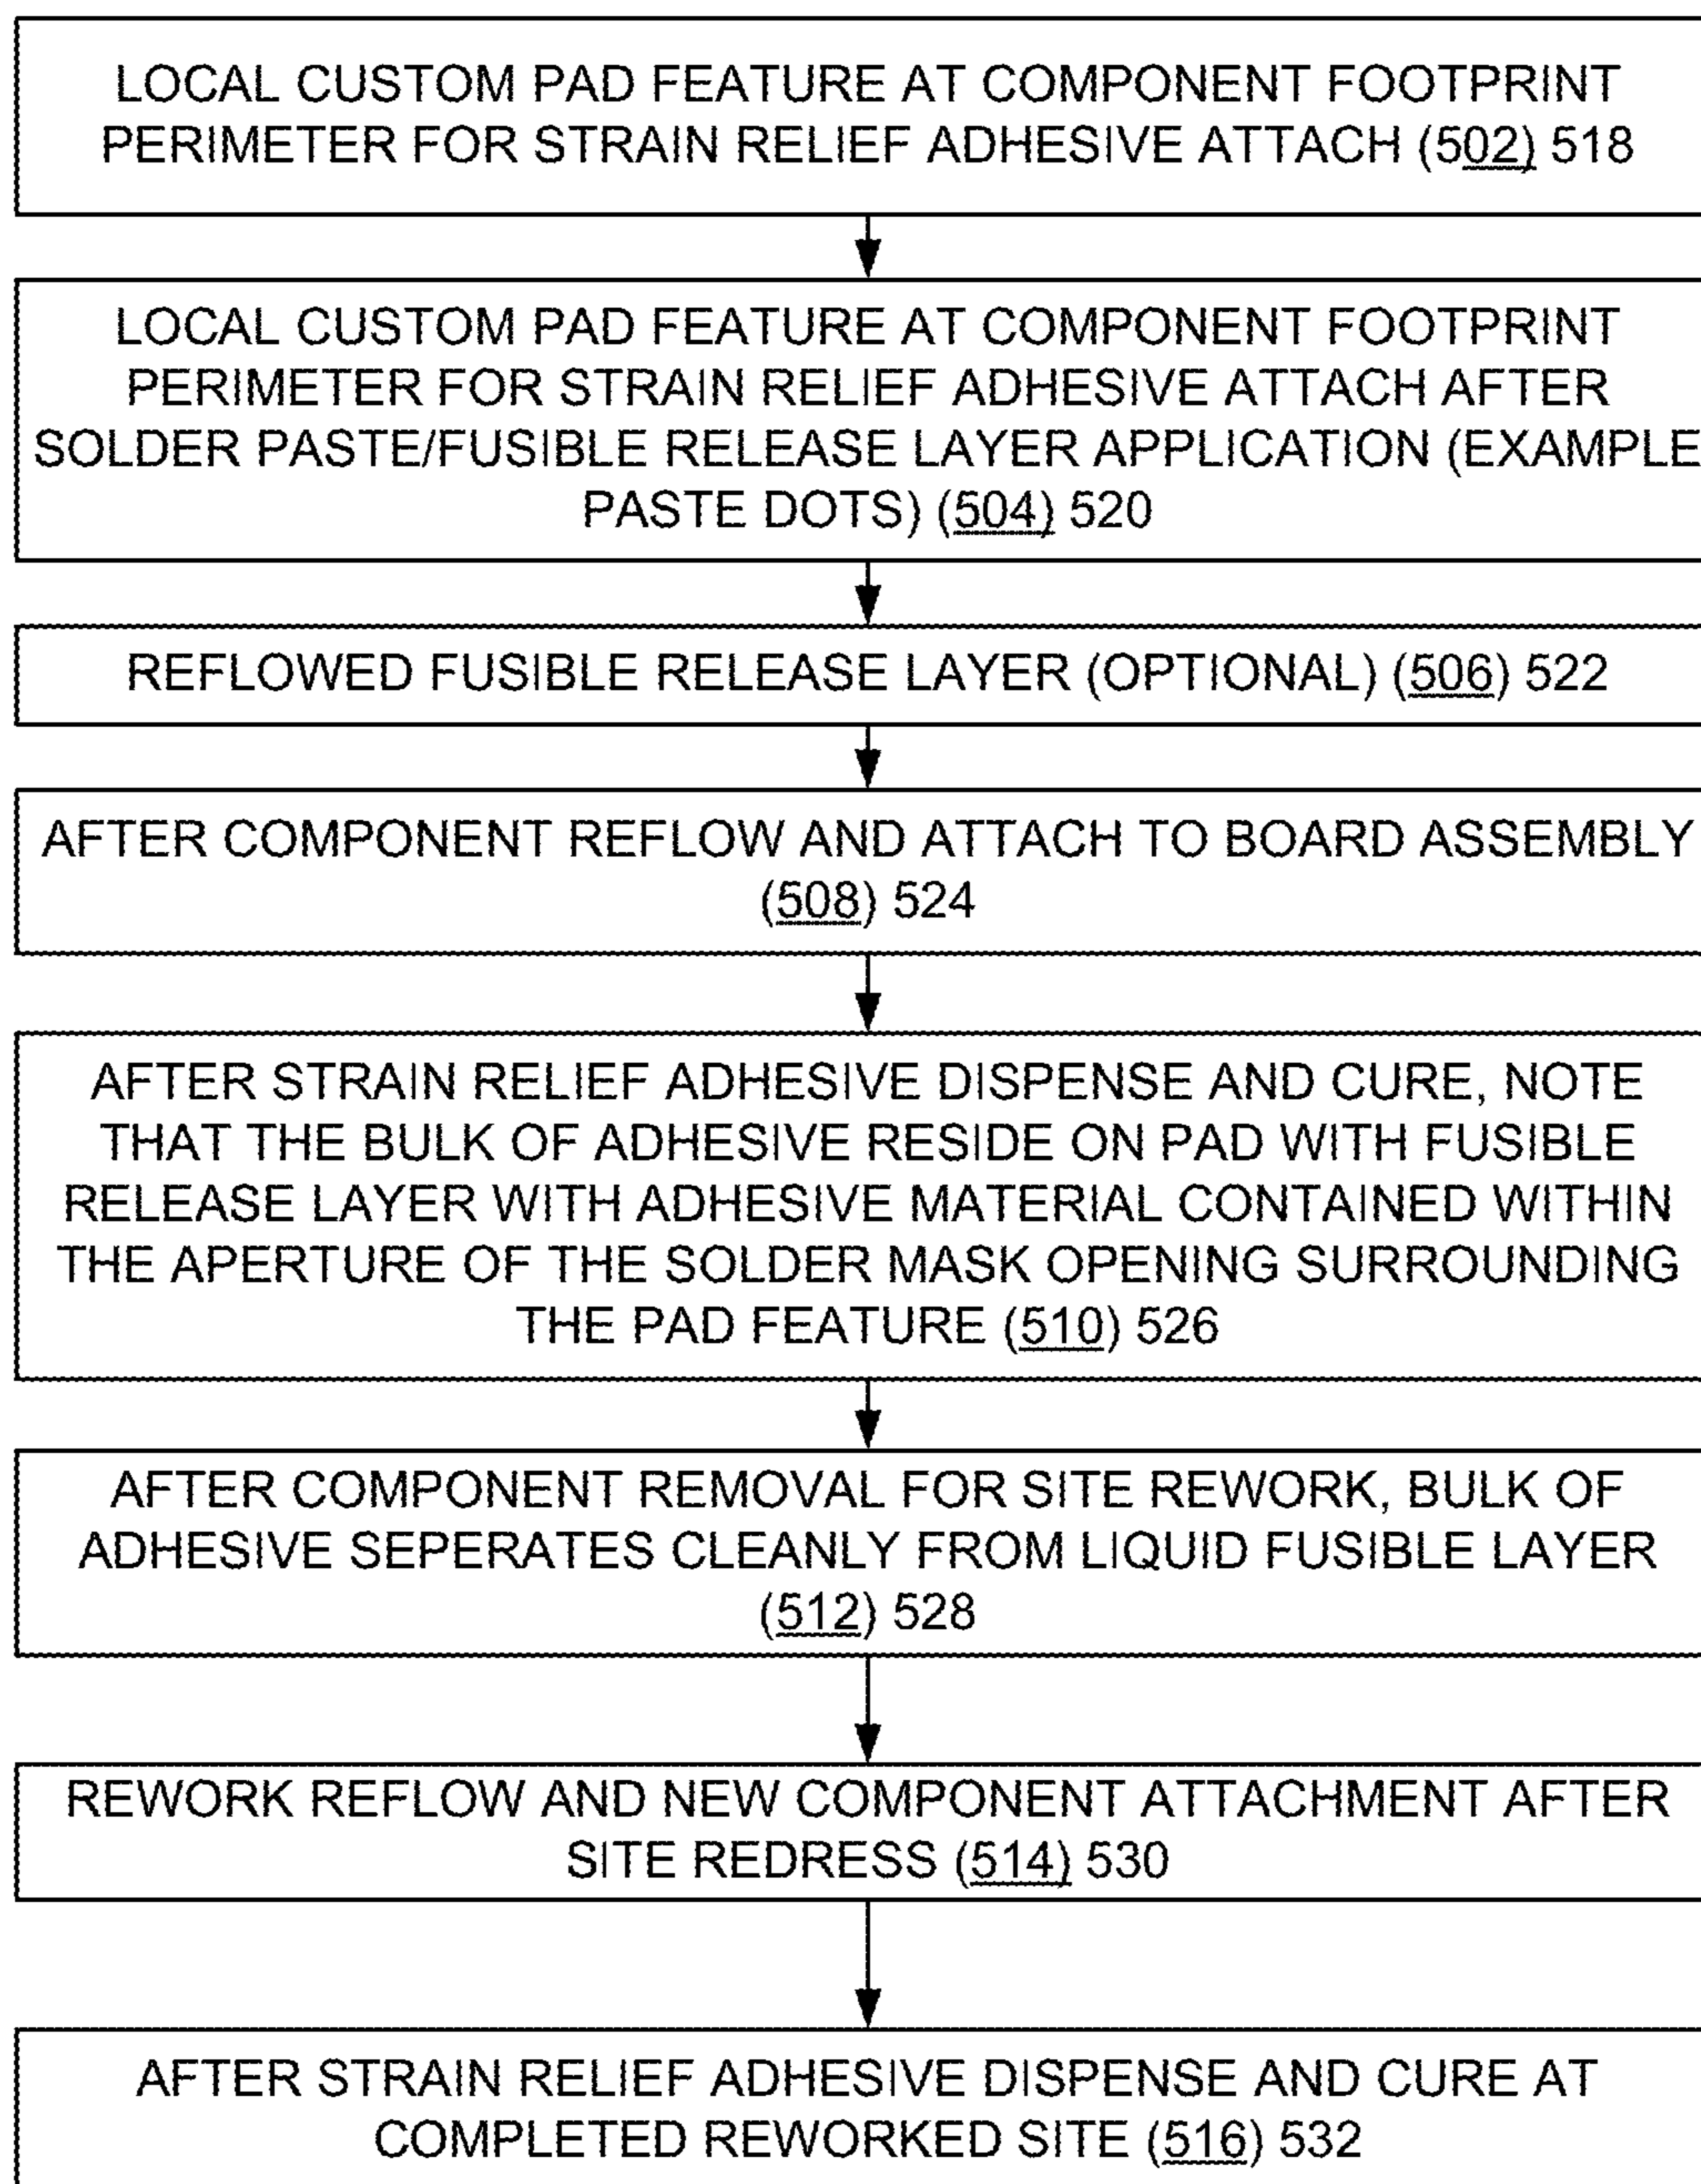 LOCAL CUSTOM PAD FEATURE AT COMPONENT FOOTPRINT
PERIMETER FOR STRAIN RELIEF ADHESIVE ATTACH (502) 518
LOCAL CUSTOM PAD FEATURE AT COMPONENT FOOTPRINT
PERIMETER FOR STRAIN RELIEF ADHESIVE ATTACH AFTER
SOLDER PASTE/FUSIBLE RELEASE LAYER APPLICATION (EXAMPLE
PASTE DOTS) (504) 520
REFLOWED FUSIBLE RELEASE LAYER (OPTIONAL) (506) 522
AFTER COMPONENT REFLOW AND ATTACH TO BOARD ASSEMBLY
(508) 524
AFTER STRAIN RELIEF ADHESIVE DISPENSE AND CURE, NOTE
THAT THE BULK OF ADHESIVE RESIDE ON PAD WITH FUSIBLE
RELEASE LAYER WITH ADHESIVE MATERIAL CONTAINED WITHIN
THE APERTURE OF THE SOLDER MASK OPENING SURROUNDING
THE PAD FEATURE (510) 526
AFTER COMPONENT REMOVAL FOR SITE REWORK, BULK OF
ADHESIVE SEPERATES CLEANLY FROM LIQUID FUSIBLE LAYER
(512) 528
REWORK REFLOW AND NEW COMPONENT ATTACHMENT AFTER
SITE REDRESS (514) 530
AFTER STRAIN RELIEF ADHESIVE DISPENSE AND CURE AT
COMPLETED REWORKED SITE (516) 532